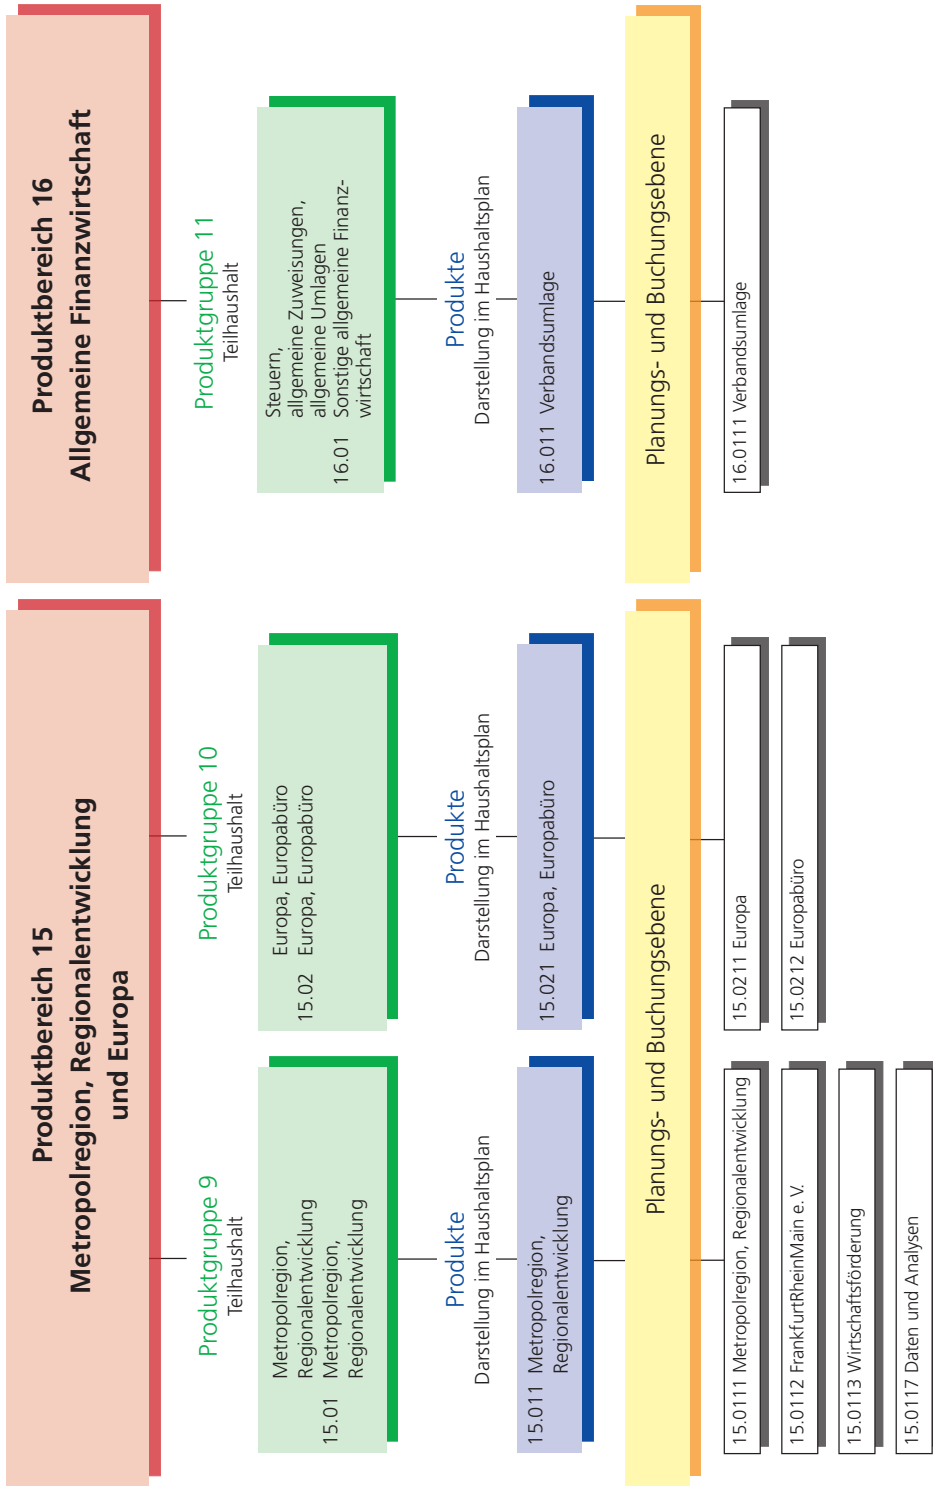 Produktbereich 15
Metropolregion, Regionalentwicklung
und Europa
Produktgruppe 9
Teilhaushalt
Metropolregion,
Regionalentwicklung
15.01 Metropolregion,
Regionalentwicklung
Produkte
Darstellung im Haushaltsplan
15.011 Metropolregion,
Regionalentwicklung
Produktgruppe 10
Teilhaushalt
Europa, Europabüro
15.02 Europa, Europabüro
Produkte
Darstellung im Haushaltsplan
15.021 Europa, Europabüro
Planungs- und Buchungsebene
15.0111 Metropolregion, Regionalentwicklung
15.0112 FrankfurtRheinMain e. V.
15.0113 Wirtschaftsförderung
15.0117 Daten und Analysen
15.0211 Europa
15.0212 Europabüro
Produktbereich 16
Allgemeine Finanzwirtschaft
Produktgruppe 11
Teilhaushalt
Steuern,
allgemeine Zuweisungen,
allgemeine Umlagen
16.01 Sonstige allgemeine Finanz-
wirtschaft
Produkte
Darstellung im Haushaltsplan
16.011 Verbandsumlage
Planungs- und Buchungsebene
16.0111 Verbandsumlage